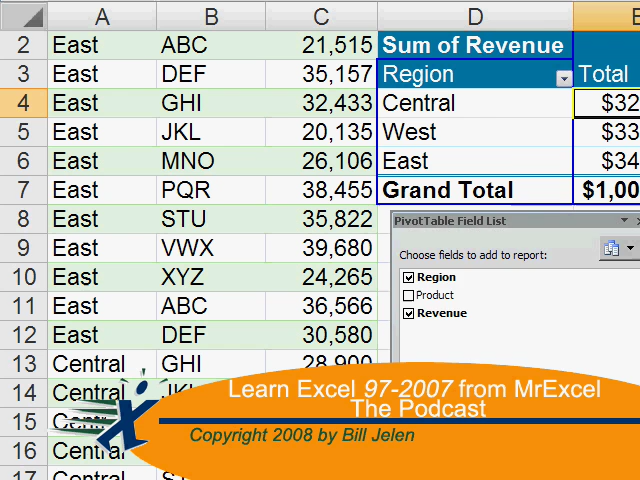 A B C D E
2 East ABC 21,515 Sum of Revenue
3 East DEF 35,157 Region Total
4 East GHI 32,433 Central $32
5 East JKL 20,135 West $33
6 East MNO 26,106 East $34
7 East PQR 38,455 Grand Total $1,00
8 East STU 35,822
PivotTable Field List
9 East VWX 39,680
Choose fields to add to report:
10 East XYZ 24,265
Region
Product
11 East ABC 36,566
Revenue
12 East DEF 30,580
13 Central GHI 28,900
14 Central
15 Central
16 Central
17 Central
Learn Excel 97-2007 from MrExcel
The Podcast
Copyright 2008 by Bill Jelen